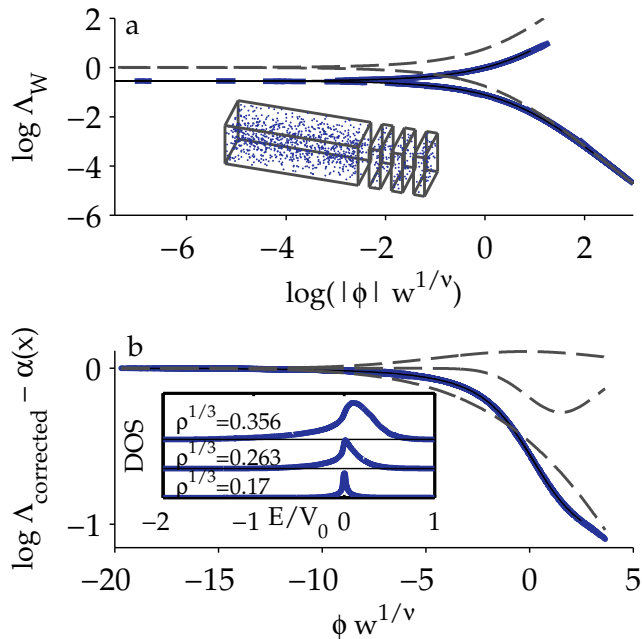 a
2
0
−2
−4
−6
log Λ_W
−6 −4 −2 0 2
log(|ϕ| w^{1/ν})
b
0
−1
log Λ_corrected − α(x)
DOS
ρ^{1/3}=0.356
ρ^{1/3}=0.263
ρ^{1/3}=0.17
−2 −1 0 1
E/V_0
−20 −15 −10 −5 0 5
ϕ w^{1/ν}